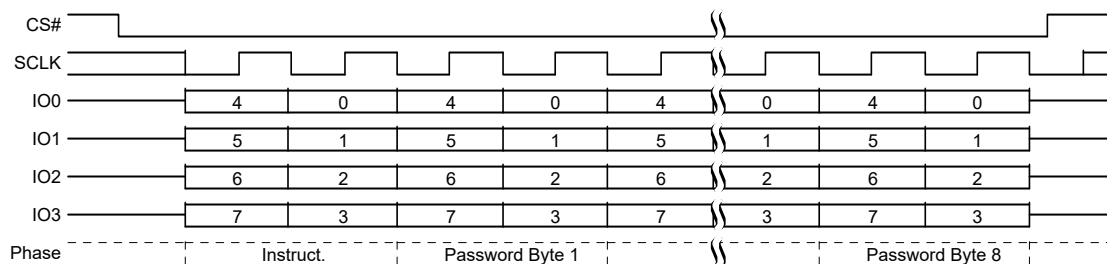 CS#
SCLK
IO0 4 0 4 0 4 0 4 0
IO1 5 1 5 1 5 1 5 1
IO2 6 2 6 2 6 2 6 2
IO3 7 3 7 3 7 3 7 3
Phase Instruct. Password Byte 1 Password Byte 8